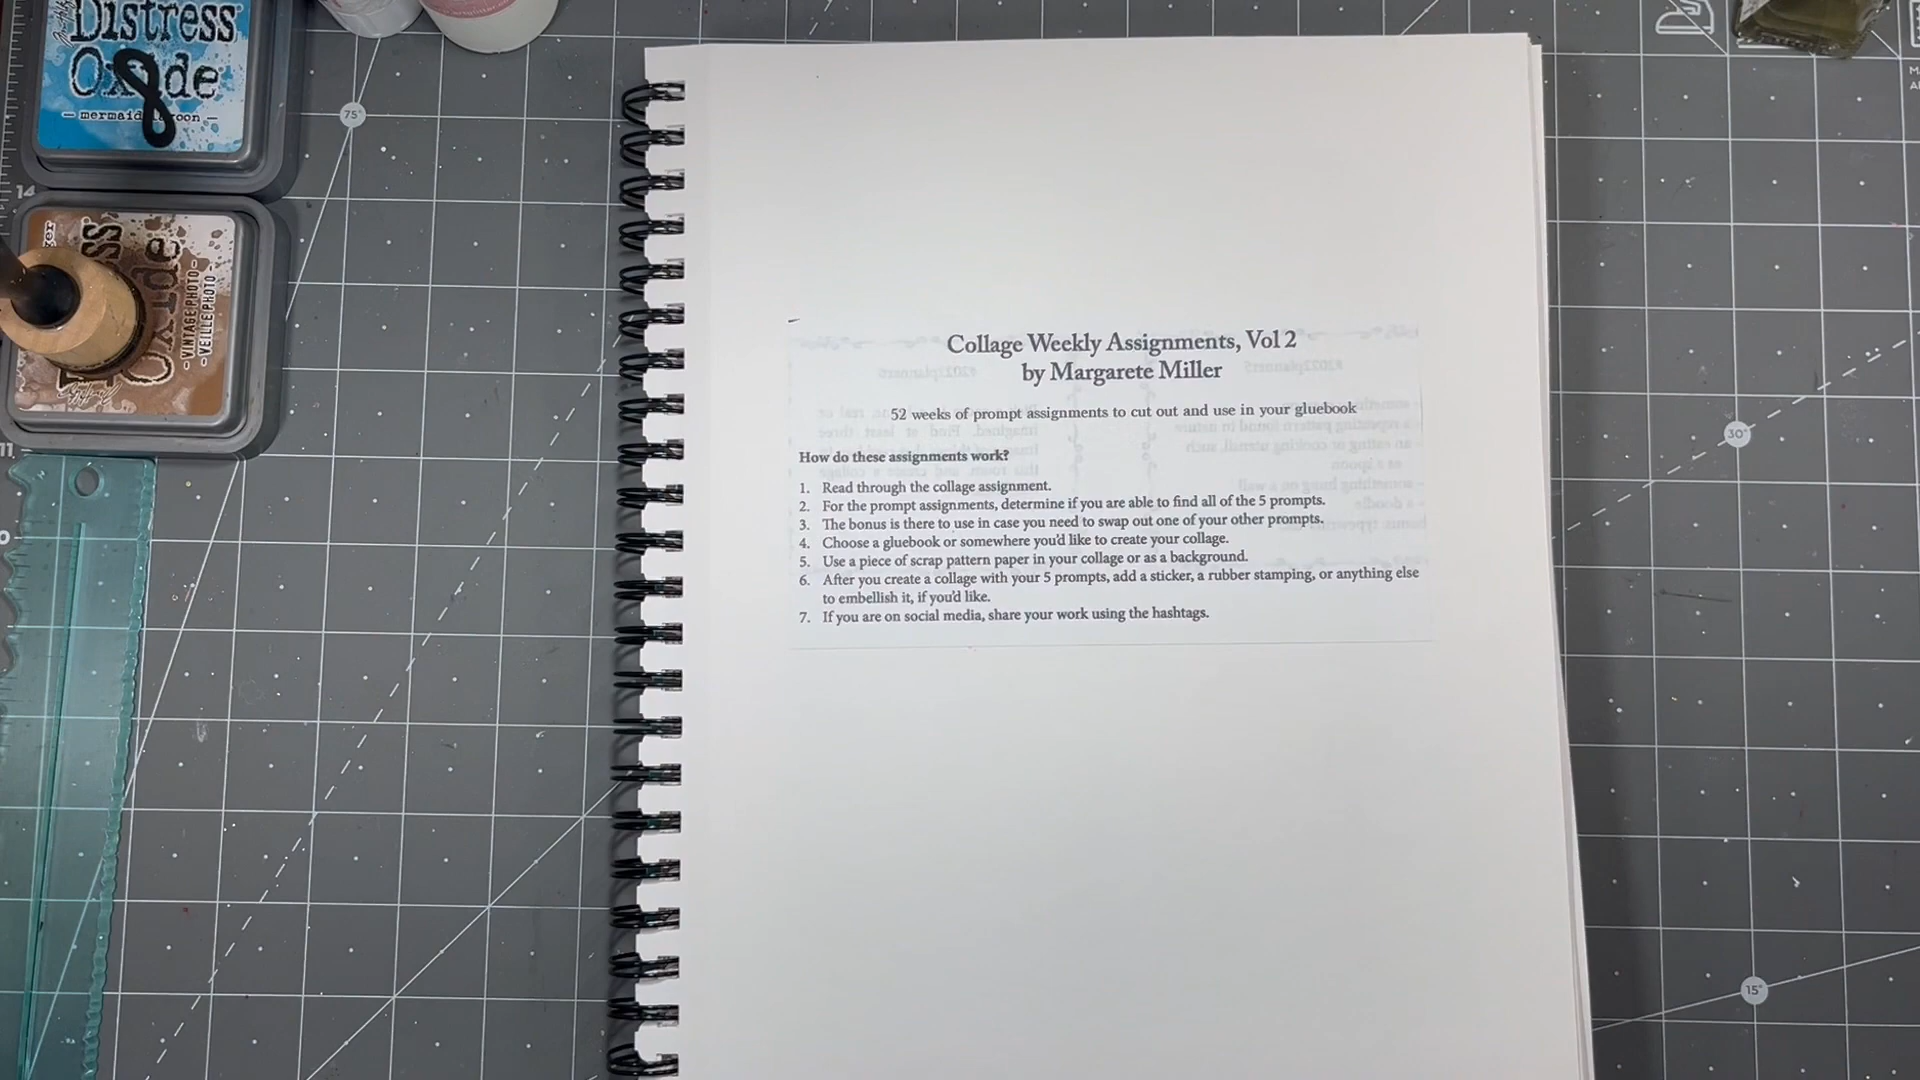 Distress
Oxide
— mermaid lagoon —
75°
14
11
- VINTAGE PHOTO -
- VEILLE PHOTO -
30°
15°
Collage Weekly Assignments, Vol 2
by Margarete Miller
52 weeks of prompt assignments to cut out and use in your gluebook
How do these assignments work?
1. Read through the collage assignment.
2. For the prompt assignments, determine if you are able to find all of the 5 prompts.
3. The bonus is there to use in case you need to swap out one of your other prompts.
4. Choose a gluebook or somewhere you'd like to create your collage.
5. Use a piece of scrap pattern paper in your collage or as a background.
6. After you create a collage with your 5 prompts, add a sticker, a rubber stamping, or anything else
to embellish it, if you'd like.
7. If you are on social media, share your work using the hashtags.